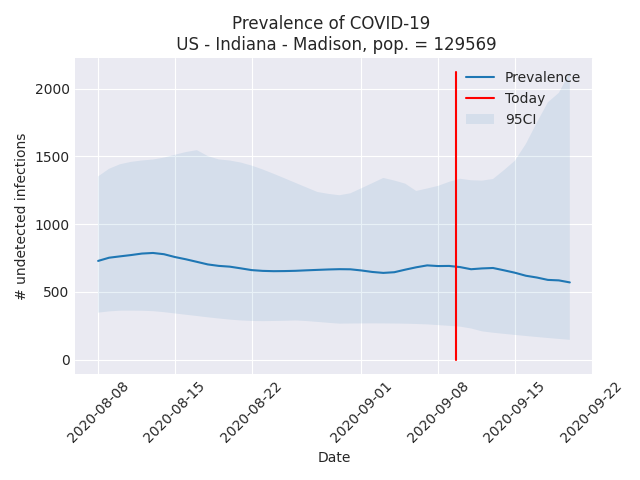 Prevalence of COVID-19
US - Indiana - Madison, pop. = 129569
# undetected infections
2000
1500
1000
500
0
Prevalence
Today
95CI
2020-08-08
2020-08-15
2020-08-22
2020-09-01
2020-09-08
2020-09-15
2020-09-22
Date